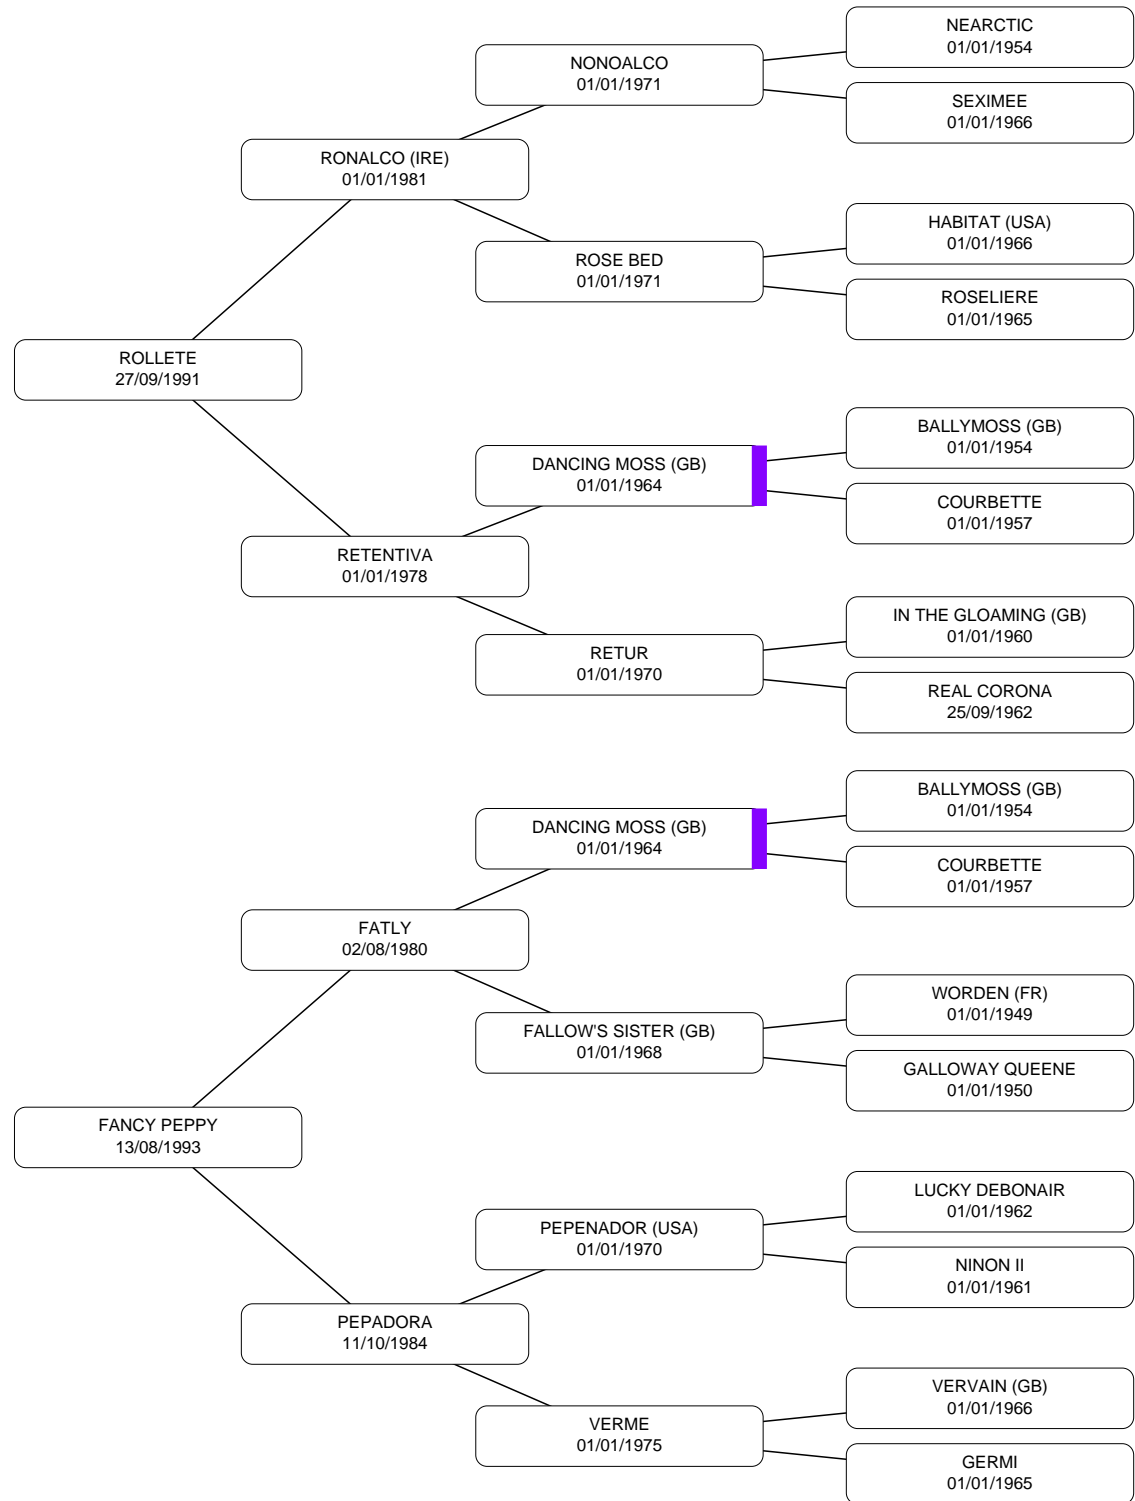 NEARCTIC
01/01/1954
NONOALCO
01/01/1971
SEXIMEE
01/01/1966
RONALCO (IRE)
01/01/1981
HABITAT (USA)
01/01/1966
ROSE BED
01/01/1971
ROSELIERE
01/01/1965
ROLLETE
27/09/1991
BALLYMOSS (GB)
01/01/1954
DANCING MOSS (GB)
01/01/1964
COURBETTE
01/01/1957
RETENTIVA
01/01/1978
IN THE GLOAMING (GB)
01/01/1960
RETUR
01/01/1970
REAL CORONA
25/09/1962
BALLYMOSS (GB)
01/01/1954
DANCING MOSS (GB)
01/01/1964
COURBETTE
01/01/1957
FATLY
02/08/1980
WORDEN (FR)
01/01/1949
FALLOW'S SISTER (GB)
01/01/1968
GALLOWAY QUEENE
01/01/1950
FANCY PEPPY
13/08/1993
LUCKY DEBONAIR
01/01/1962
PEPENADOR (USA)
01/01/1970
NINON II
01/01/1961
PEPADORA
11/10/1984
VERVAIN (GB)
01/01/1966
VERME
01/01/1975
GERMI
01/01/1965